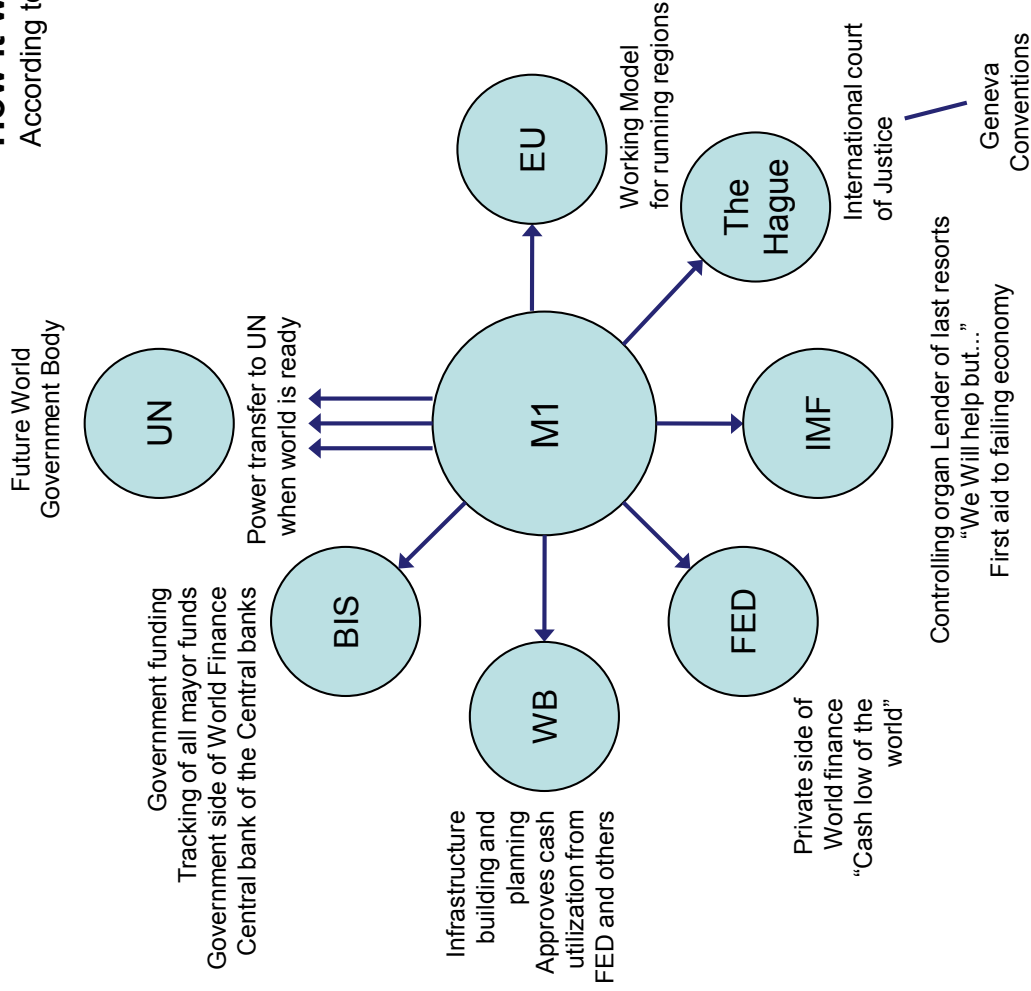 How it
According to
Future World
Government Body
UN
Government funding
Tracking of all mayor funds
Government side of World Finance
Central bank of the Central banks
Power transfer to UN
when world is ready
BIS
EU
M1
WB
Infrastructure
building and
planning
Approves cash
utilization from
FED and others
Working Model
for running regions
FED
The
Hague
IMF
Private side of
World finance
“Cash low of the
world”
International court
of Justice
Controlling organ Lender of last resorts
“We Will help but...”
First aid to failing economy
Geneva
Conventions